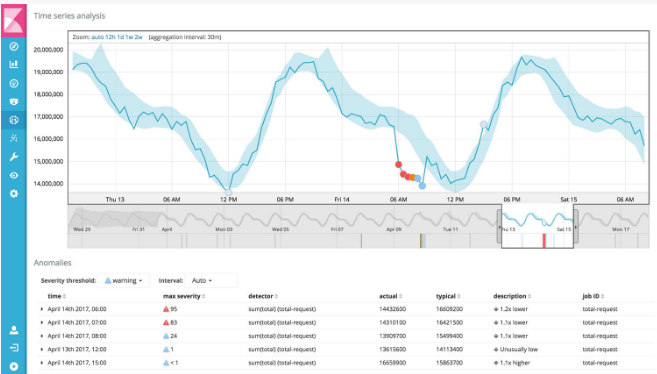 Time series analysis
Zoom: auto 12h 1d 1w 2w (aggregation interval: 30m)
20,000,000
19,000,000
18,000,000
17,000,000
16,000,000
15,000,000
14,000,000
Thu 13 06 AM 12 PM 06 PM Fri 14 06 AM 12 PM 06 PM Sat 15 06 AM
Wed 29 Fri 31 April Mon 03 Wed 05 Fri 07 Apr 09 Tue 11 Thu 13 Sat 15 Mon 17
Anomalies
Severity threshold: warning Interval: Auto
time max severity detector actual typical description job ID
April 14th 2017, 06:00 95 sum(total) (total-request) 14432600 16609200 1.2x lower total-request
April 14th 2017, 07:00 83 sum(total) (total-request) 14310100 16421500 1.1x lower total-request
April 14th 2017, 08:00 24 sum(total) (total-request) 13909700 15499400 1.1x lower total-request
April 13th 2017, 12:00 1 sum(total) (total-request) 13615600 14113400 Unusually low total-request
April 14th 2017, 15:00 < 1 sum(total) (total-request) 16659900 15863700 1.1x higher total-request